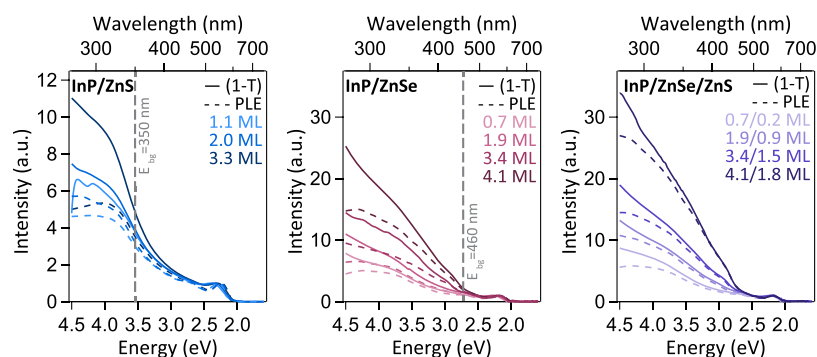 Wavelength (nm)
300 400 500 700
12
10
8
6
4
2
0
Intensity (a.u.)
InP/ZnS
(1-T)
PLE
1.1 ML
2.0 ML
3.3 ML
E bg =350 nm
4.5 4.0 3.5 3.0 2.5 2.0
Energy (eV)
Wavelength (nm)
300 400 500 700
30
20
10
0
Intensity (a.u.)
InP/ZnSe
(1-T)
PLE
0.7 ML
1.9 ML
3.4 ML
4.1 ML
E bg =460 nm
4.5 4.0 3.5 3.0 2.5 2.0
Energy (eV)
Wavelength (nm)
300 400 500 700
30
20
10
0
Intensity (a.u.)
InP/ZnSe/ZnS
(1-T)
PLE
0.7/0.2 ML
1.9/0.9 ML
3.4/1.5 ML
4.1/1.8 ML
4.5 4.0 3.5 3.0 2.5 2.0
Energy (eV)